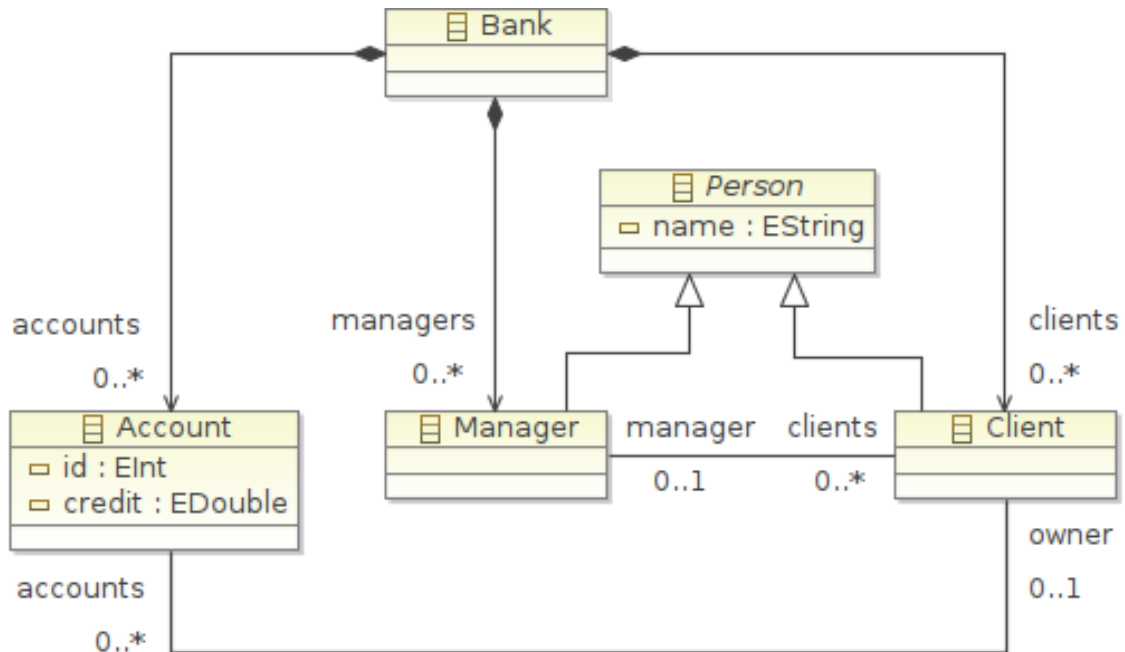 Bank
Person
name : EString
accounts
0..*
managers
0..*
clients
0..*
Account
id : EInt
credit : EDouble
Manager
manager
0..1
clients
0..*
Client
accounts
0..*
owner
0..1